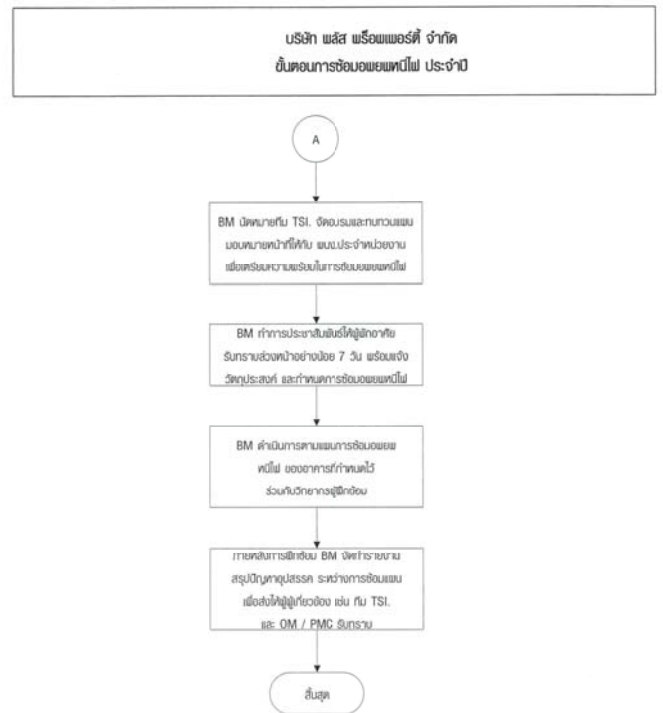 บริษัท พลัส พร็อพเพอร์ตี้ จำกัด
ขั้นตอนการซ้อมอพยพหนีไฟ ประจำปี
A
BM นัดหมายทีม TSI. จัดอบรมและทบทวนแผน
มอบหมายหน้าที่ให้กับ พนง.ประจำหน่วยงาน
เพื่อเตรียมความพร้อมในการซ้อมอพยพหนีไฟ
BM ทำการประชาสัมพันธ์ให้ผู้พักอาศัย
รับทราบล่วงหน้าอย่างน้อย 7 วัน พร้อมแจ้ง
วัตถุประสงค์ และกำหนดการซ้อมอพยพหนีไฟ
BM ดำเนินการตามแผนการซ้อมอพยพ
หนีไฟ ของอาคารที่กำหนดไว้
ร่วมกับวิทยากรผู้ฝึกซ้อม
ภายหลังการฝึกซ้อม BM จัดทำรายงาน
สรุปปัญหาอุปสรรค ระหว่างการซ้อมแผน
เพื่อส่งให้ผู้ผู้เกี่ยวข้อง เช่น ทีม TSI.
และ OM / PMC รับทราบ
สิ้นสุด